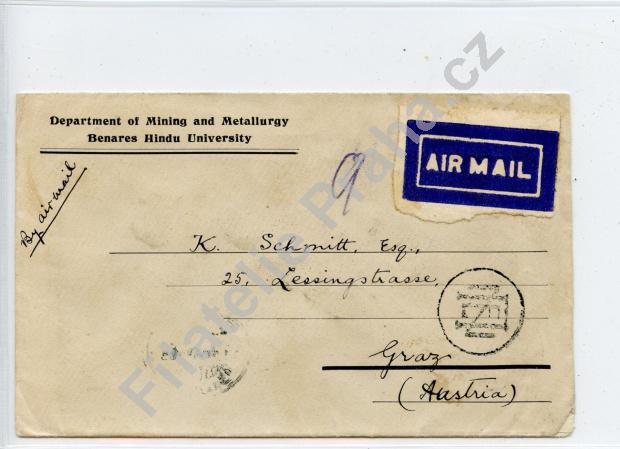 Department of Mining and Metallurgy
Benares Hindu University
By air mail
9
AIR MAIL
K. Schmitt, Esq.,
25, Lessingstrasse,
Graz
(Austria)
Filatelie Praha.cz